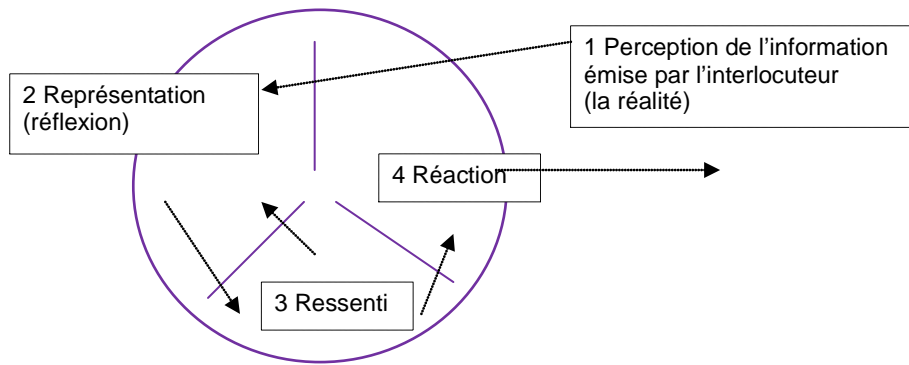 1 Perception de l’information
émise par l’interlocuteur
(la réalité)
2 Représentation
(réflexion)
4 Réaction
3 Ressenti